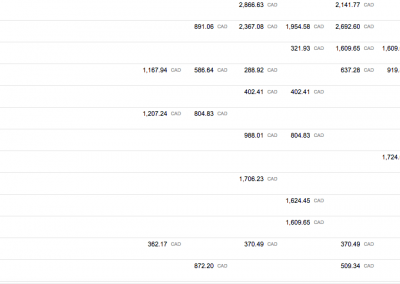 2,866.63 CAD 2,141.77 CAD
891.06 CAD 2,367.08 CAD 1,954.58 CAD 2,692.60 CAD
321.93 CAD 1,609.65 CAD 1,609.
1,167.94 CAD 586.64 CAD 288.92 CAD 637.28 CAD 919.
402.41 CAD 402.41 CAD
1,207.24 CAD 804.83 CAD
988.01 CAD 804.83 CAD
1,724.
1,706.23 CAD
1,624.45 CAD
1,609.65 CAD
362.17 CAD 370.49 CAD 370.49 CAD
872.20 CAD 509.34 CAD